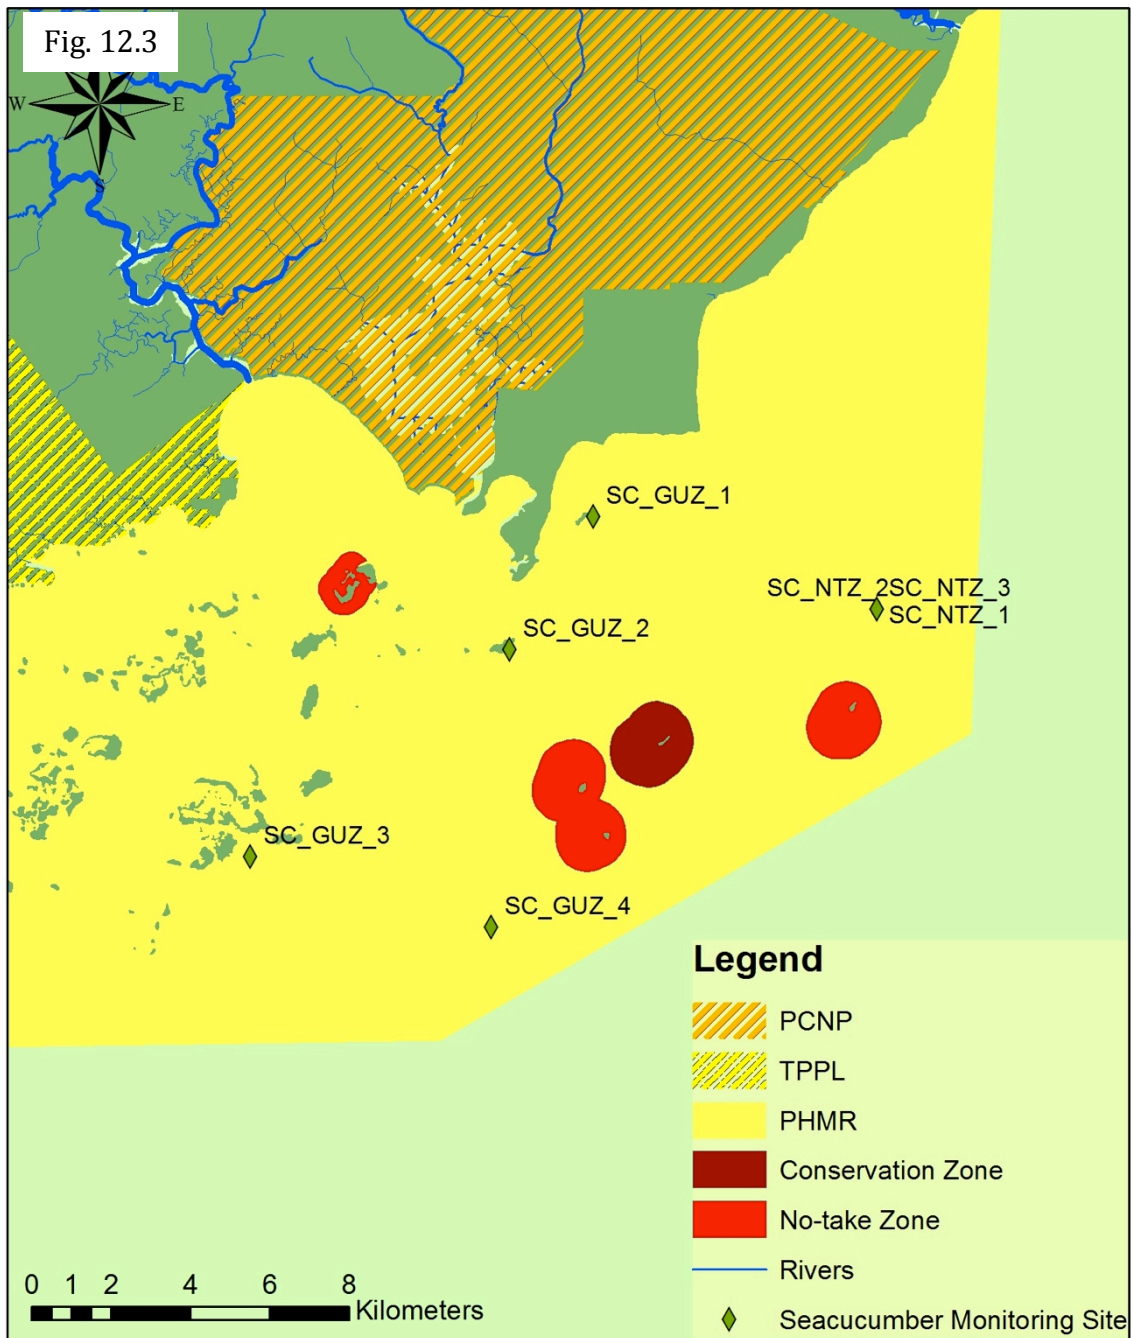 Fig. 12.3
W
E
S
SC_GUZ_1
SC_NTZ_2SC_NTZ_3
SC_NTZ_1
SC_GUZ_2
SC_GUZ_3
SC_GUZ_4
Legend
PCNP
TPPL
PHMR
Conservation Zone
No-take Zone
Rivers
Seacucumber Monitoring Site
0 1 2 4 6 8
Kilometers